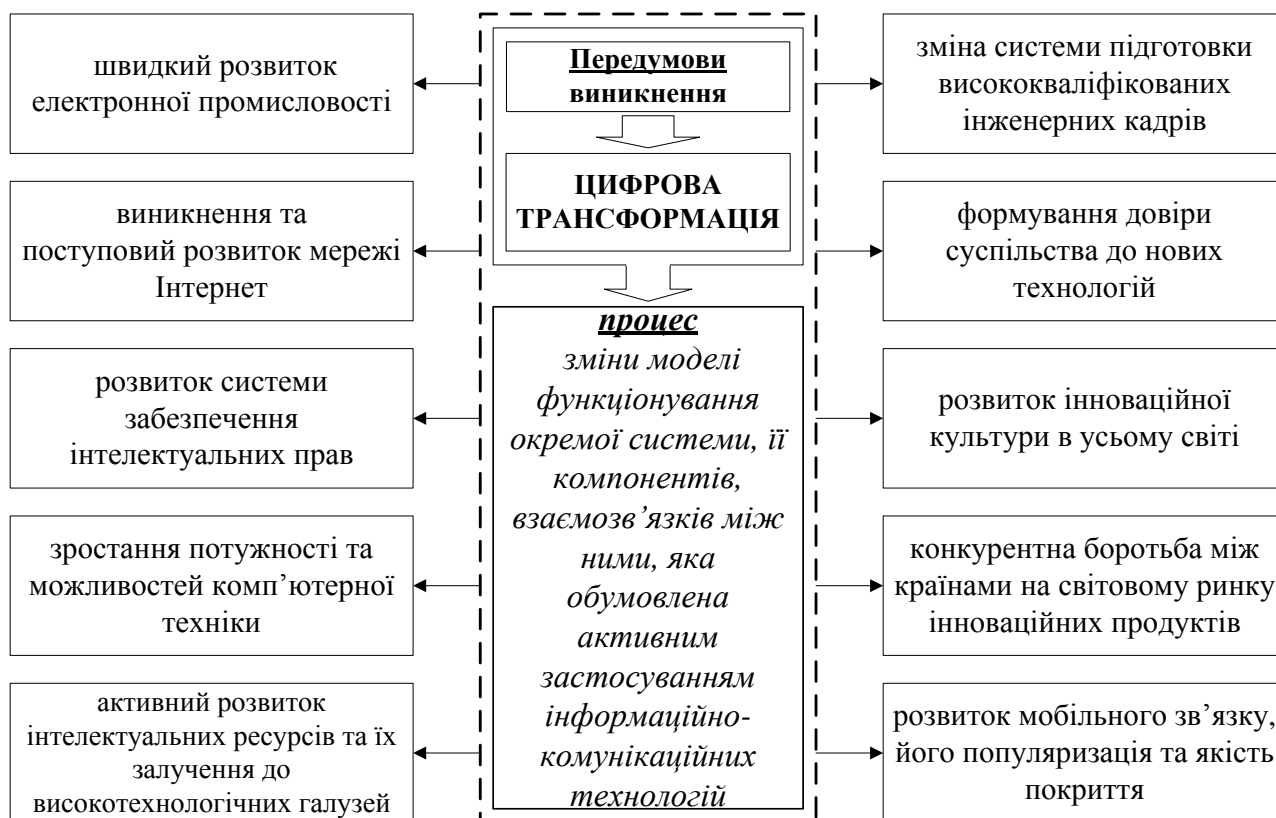 швидкий розвиток
електронної промисловості
виникнення та
поступовий розвиток мережі
Інтернет
розвиток системи
забезпечення
інтелектуальних прав
зростання потужності та
можливостей комп’ютерної
техніки
активний розвиток
інтелектуальних ресурсів та їх
залучення до
високотехнологічних галузей
Передумови
виникнення
ЦИФРОВА
ТРАНСФОРМАЦІЯ
процес
зміни моделі
функціонування
окремої системи, її
компонентів,
взаємозв’язків між
ними, яка
обумовлена
активним
застосуванням
інформаційно-
комунікаційних
технологій
зміна системи підготовки
висококваліфікованих
інженерних кадрів
формування довіри
суспільства до нових
технологій
розвиток інноваційної
культури в усьому світі
конкурентна боротьба між
країнами на світовому ринку
інноваційних продуктів
розвиток мобільного зв’язку,
його популяризація та якість
покриття